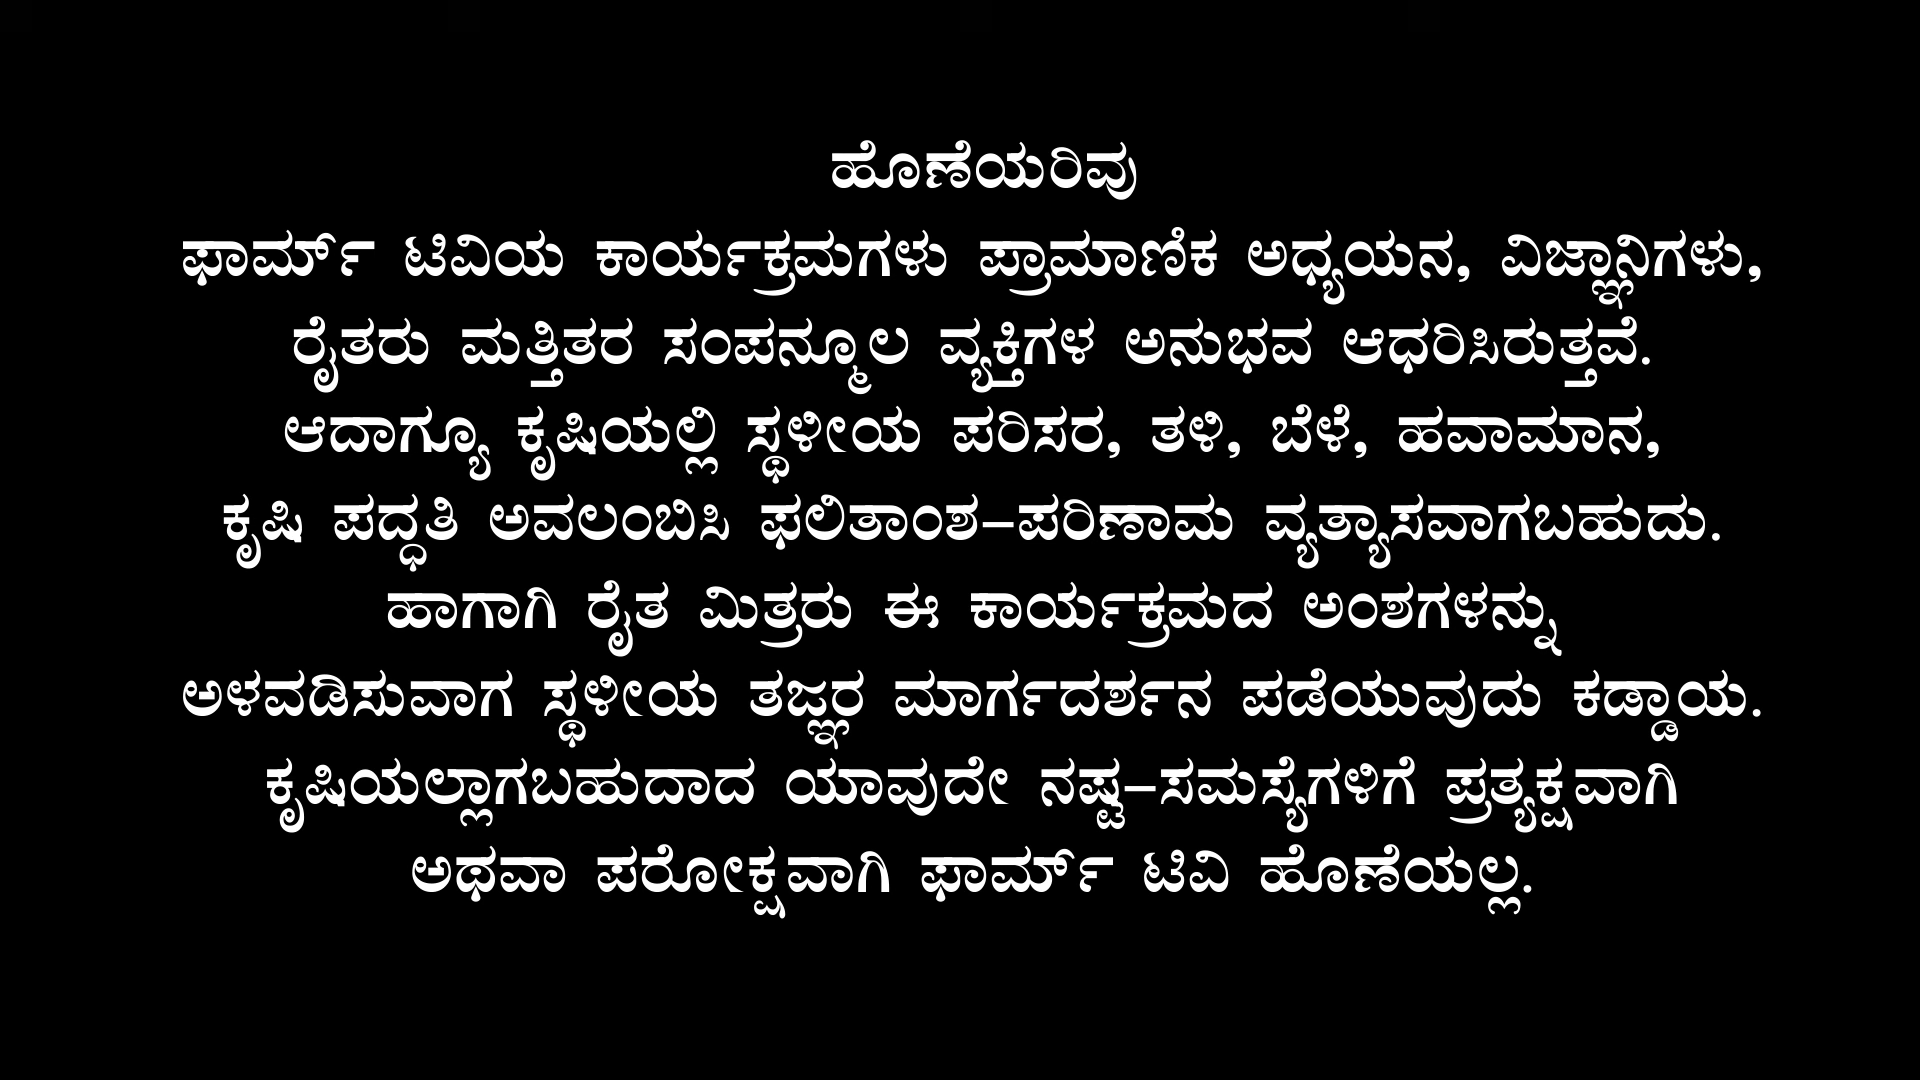 ಹೊಣೆಯರಿವು
ಫಾರ್ಮ್ ಟಿವಿಯ ಕಾರ್ಯಕ್ರಮಗಳು ಪ್ರಾಮಾಣಿಕ ಅಧ್ಯಯನ, ವಿಜ್ಞಾನಿಗಳು,
ರೈತರು ಮತ್ತಿತರ ಸಂಪನ್ಮೂಲ ವ್ಯಕ್ತಿಗಳ ಅನುಭವ ಆಧರಿಸಿರುತ್ತವೆ.
ಆದಾಗ್ಯೂ ಕೃಷಿಯಲ್ಲಿ ಸ್ಥಳೀಯ ಪರಿಸರ, ತಳಿ, ಬೆಳೆ, ಹವಾಮಾನ,
ಕೃಷಿ ಪದ್ಧತಿ ಅವಲಂಬಿಸಿ ಫಲಿತಾಂಶ–ಪರಿಣಾಮ ವ್ಯತ್ಯಾಸವಾಗಬಹುದು.
ಹಾಗಾಗಿ ರೈತ ಮಿತ್ರರು ಈ ಕಾರ್ಯಕ್ರಮದ ಅಂಶಗಳನ್ನು
ಅಳವಡಿಸುವಾಗ ಸ್ಥಳೀಯ ತಜ್ಞರ ಮಾರ್ಗದರ್ಶನ ಪಡೆಯುವುದು ಕಡ್ಡಾಯ.
ಕೃಷಿಯಲ್ಲಾಗಬಹುದಾದ ಯಾವುದೇ ನಷ್ಟ–ಸಮಸ್ಯೆಗಳಿಗೆ ಪ್ರತ್ಯಕ್ಷವಾಗಿ
ಅಥವಾ ಪರೋಕ್ಷವಾಗಿ ಫಾರ್ಮ್ ಟಿವಿ ಹೊಣೆಯಲ್ಲ.